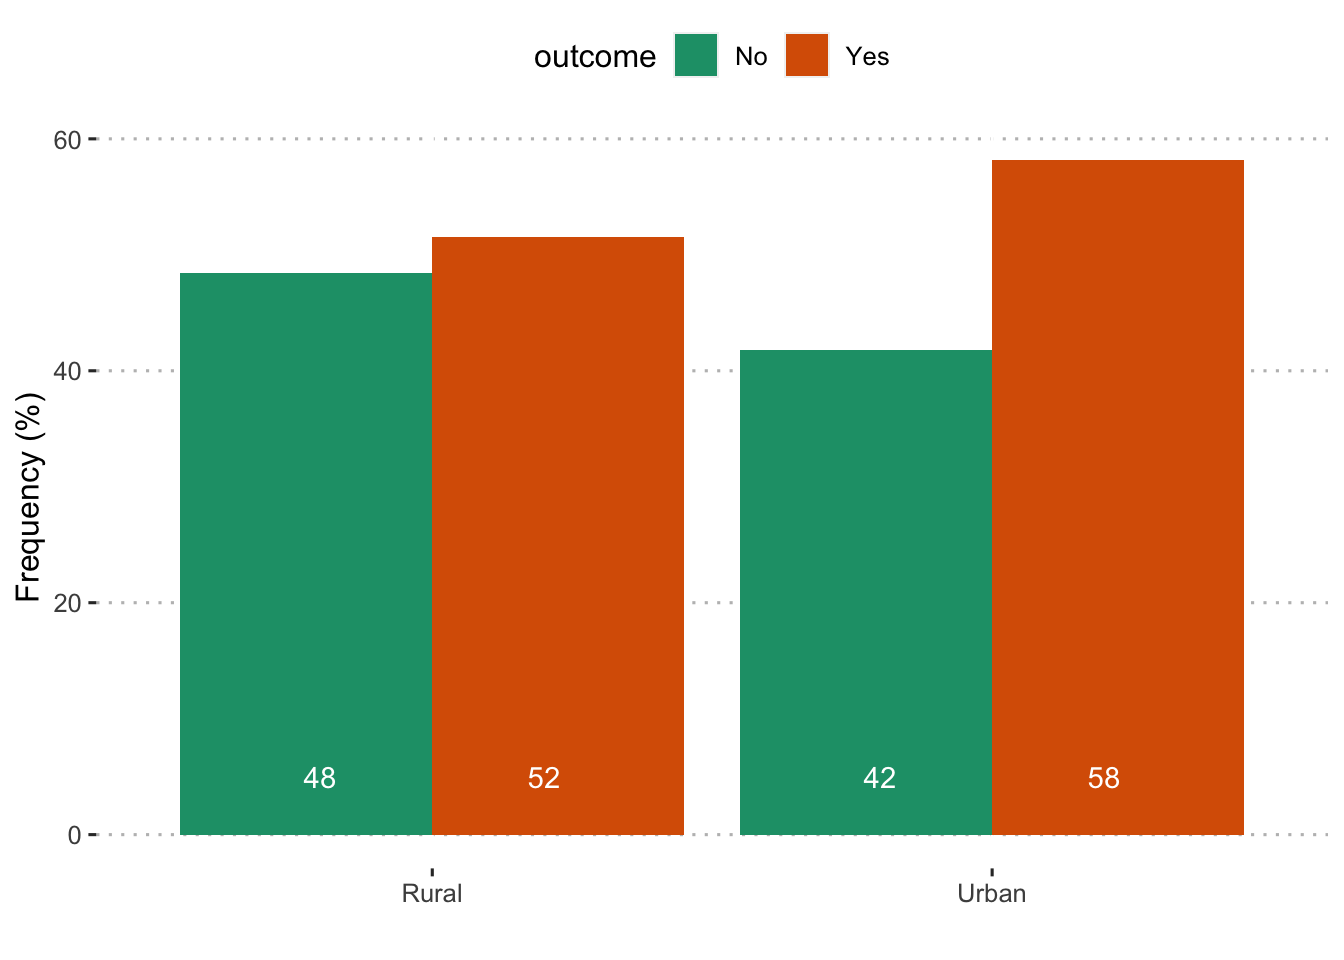 outcome No Yes
60
40
20
0
Frequency (%)
48 52 42 58
Rural Urban